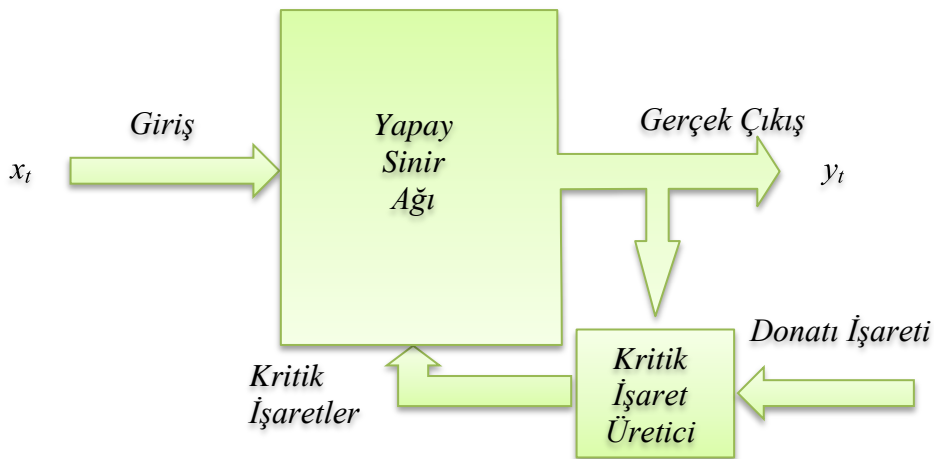 Giriş
x_t
Yapay
Sinir
Ağı
Gerçek Çıkış
y_t
Donatı İşareti
Kritik
İşaretler
Kritik
İşaret
Üretici